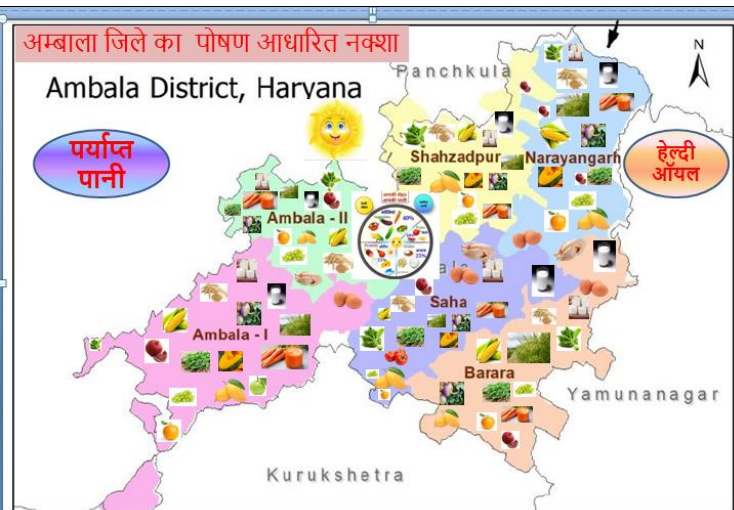 अम्बाला जिले का पोषण आधारित नक्शा
Ambala District, Haryana
N
Panchkula
पर्याप्त
पानी
हेल्दी
ऑयल
Shahzadpur
Narayangarh
Ambala - II
40%
Saha
Ambala - I
Barara
Yamunanagar
Kurukshetra